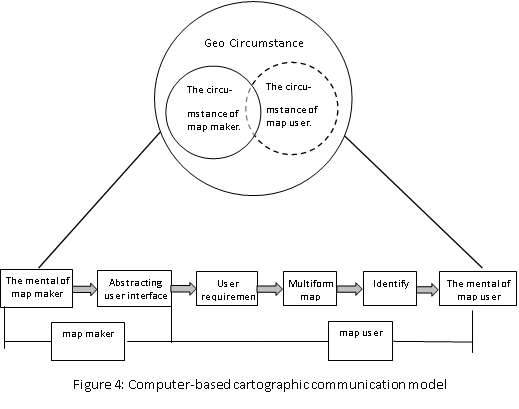 Geo Circumstance
The circu-
mstance of
map maker.
The circu-
mstance of
map user.
The mental of
map maker
Abstracting
user interface
User
requiremen
Multiform
map
Identify
The mental of
map user
map maker
map user
Figure 4: Computer-based cartographic communication model